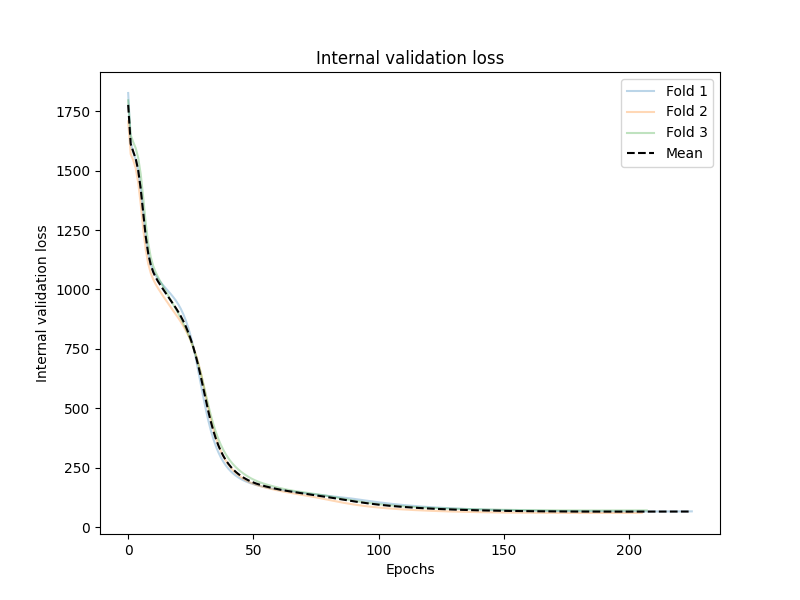 Internal validation loss
Fold 1
Fold 2
Fold 3
Mean
Internal validation loss
1750
1500
1250
1000
750
500
250
0
0 50 100 150 200
Epochs